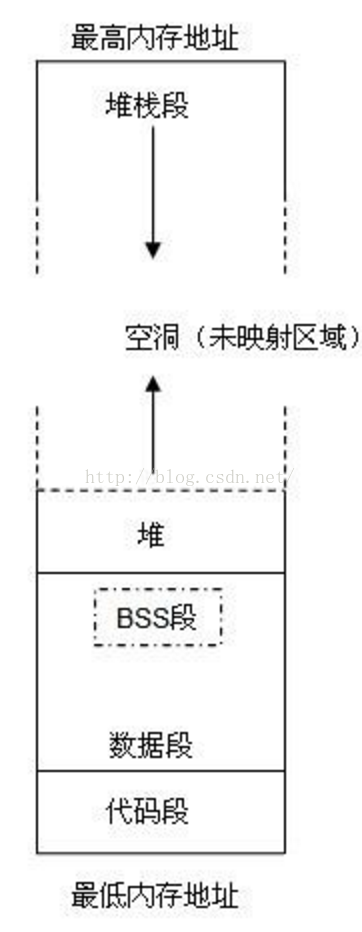 最高内存地址
堆栈段
空洞（未映射区域）
http://blog.csdn.net/
堆
BSS段
数据段
代码段
最低内存地址